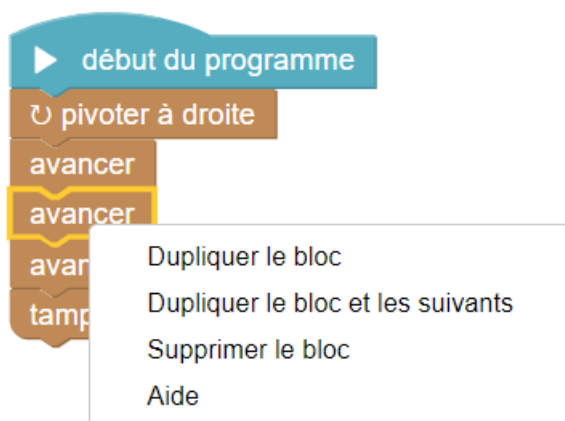 début du programme
pivoter à droite
avancer
avancer
Dupliquer le bloc
Dupliquer le bloc et les suivants
Supprimer le bloc
Aide